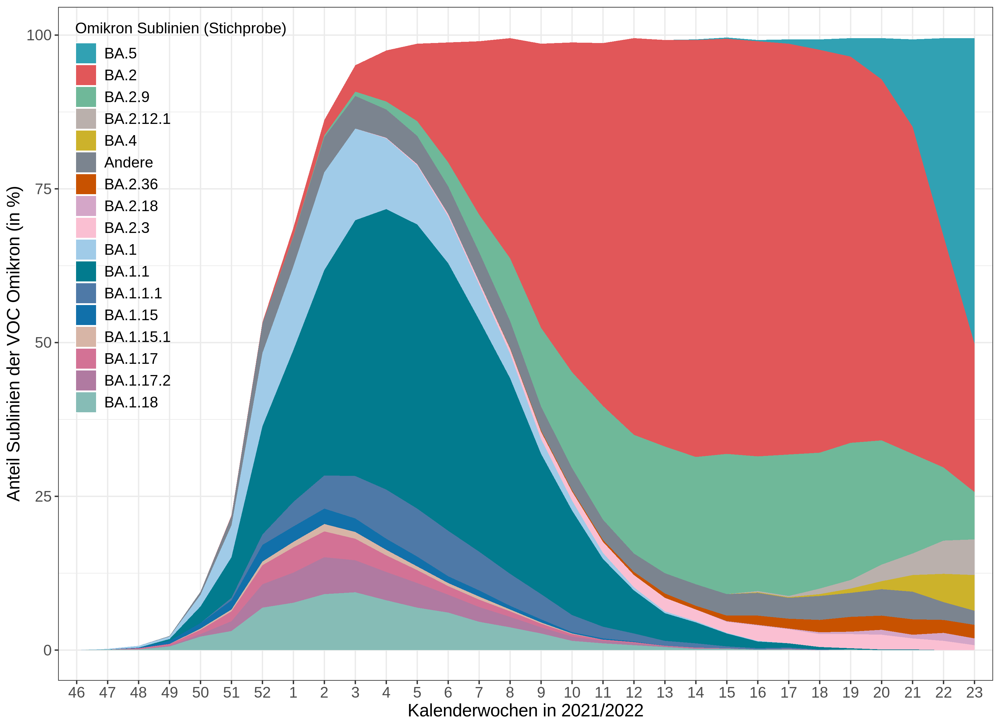 Omikron Sublinien (Stichprobe)
BA.5
BA.2
BA.2.9
BA.2.12.1
BA.4
Andere
BA.2.36
BA.2.18
BA.2.3
BA.1
BA.1.1
BA.1.1.1
BA.1.15
BA.1.15.1
BA.1.17
BA.1.17.2
BA.1.18
Anteil Sublinien der VOC Omikron (in %)
100
75
50
25
0
46 47 48 49 50 51 52 1 2 3 4 5 6 7 8 9 10 11 12 13 14 15 16 17 18 19 20 21 22 23
Kalenderwochen in 2021/2022